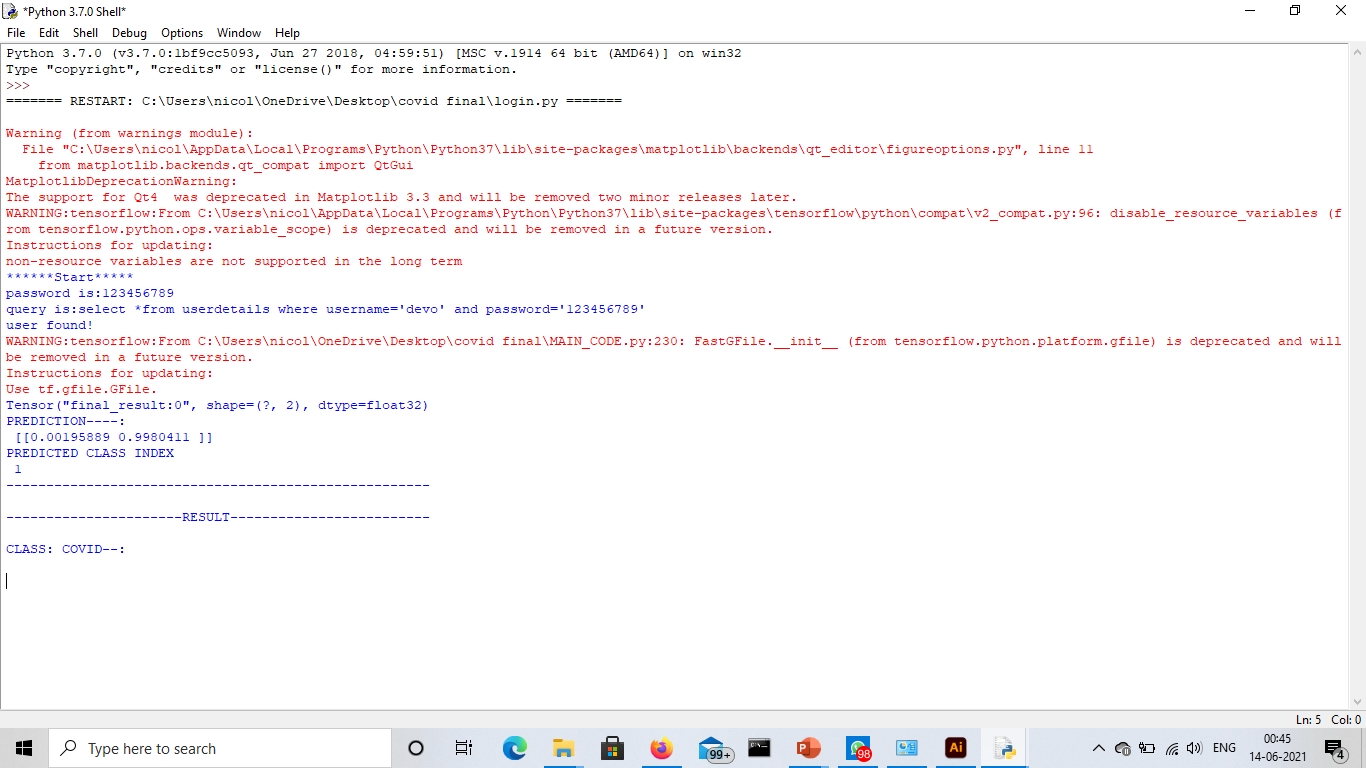 *Python 3.7.0 Shell*
File Edit Shell Debug Options Window Help
Python 3.7.0 (v3.7.0:1bf9cc5093, Jun 27 2018, 04:59:51) [MSC v.1914 64 bit (AMD64)] on win32
Type "copyright", "credits" or "license()" for more information.
>>>
======= RESTART: C:\Users\nicol\OneDrive\Desktop\covid final\login.py =======
Warning (from warnings module):
File "C:\Users\nicol\AppData\Local\Programs\Python\Python37\lib\site-packages\matplotlib\backends\qt_editor\figureoptions.py", line 11
from matplotlib.backends.qt_compat import QtGui
MatplotlibDeprecationWarning:
The support for Qt4  was deprecated in Matplotlib 3.3 and will be removed two minor releases later.
WARNING:tensorflow:From C:\Users\nicol\AppData\Local\Programs\Python\Python37\lib\site-packages\tensorflow\python\compat\v2_compat.py:96: disable_resource_variables (f
rom tensorflow.python.ops.variable_scope) is deprecated and will be removed in a future version.
Instructions for updating:
non-resource variables are not supported in the long term
******Start*****
password is:123456789
query is:select *from userdetails where username='devo' and password='123456789'
user found!
WARNING:tensorflow:From C:\Users\nicol\OneDrive\Desktop\covid final\MAIN_CODE.py:230: FastGFile.__init__ (from tensorflow.python.platform.gfile) is deprecated and will
be removed in a future version.
Instructions for updating:
Use tf.gfile.GFile.
Tensor("final_result:0", shape=(?, 2), dtype=float32)
PREDICTION----:
[[0.00195889 0.9980411 ]]
PREDICTED CLASS INDEX
1
-----------------------------------------------------
----------------------RESULT-------------------------
CLASS: COVID--:
Ln: 5 Col: 0
Type here to search
99+
98
Ai
ENG
00:45
14-06-2021
4